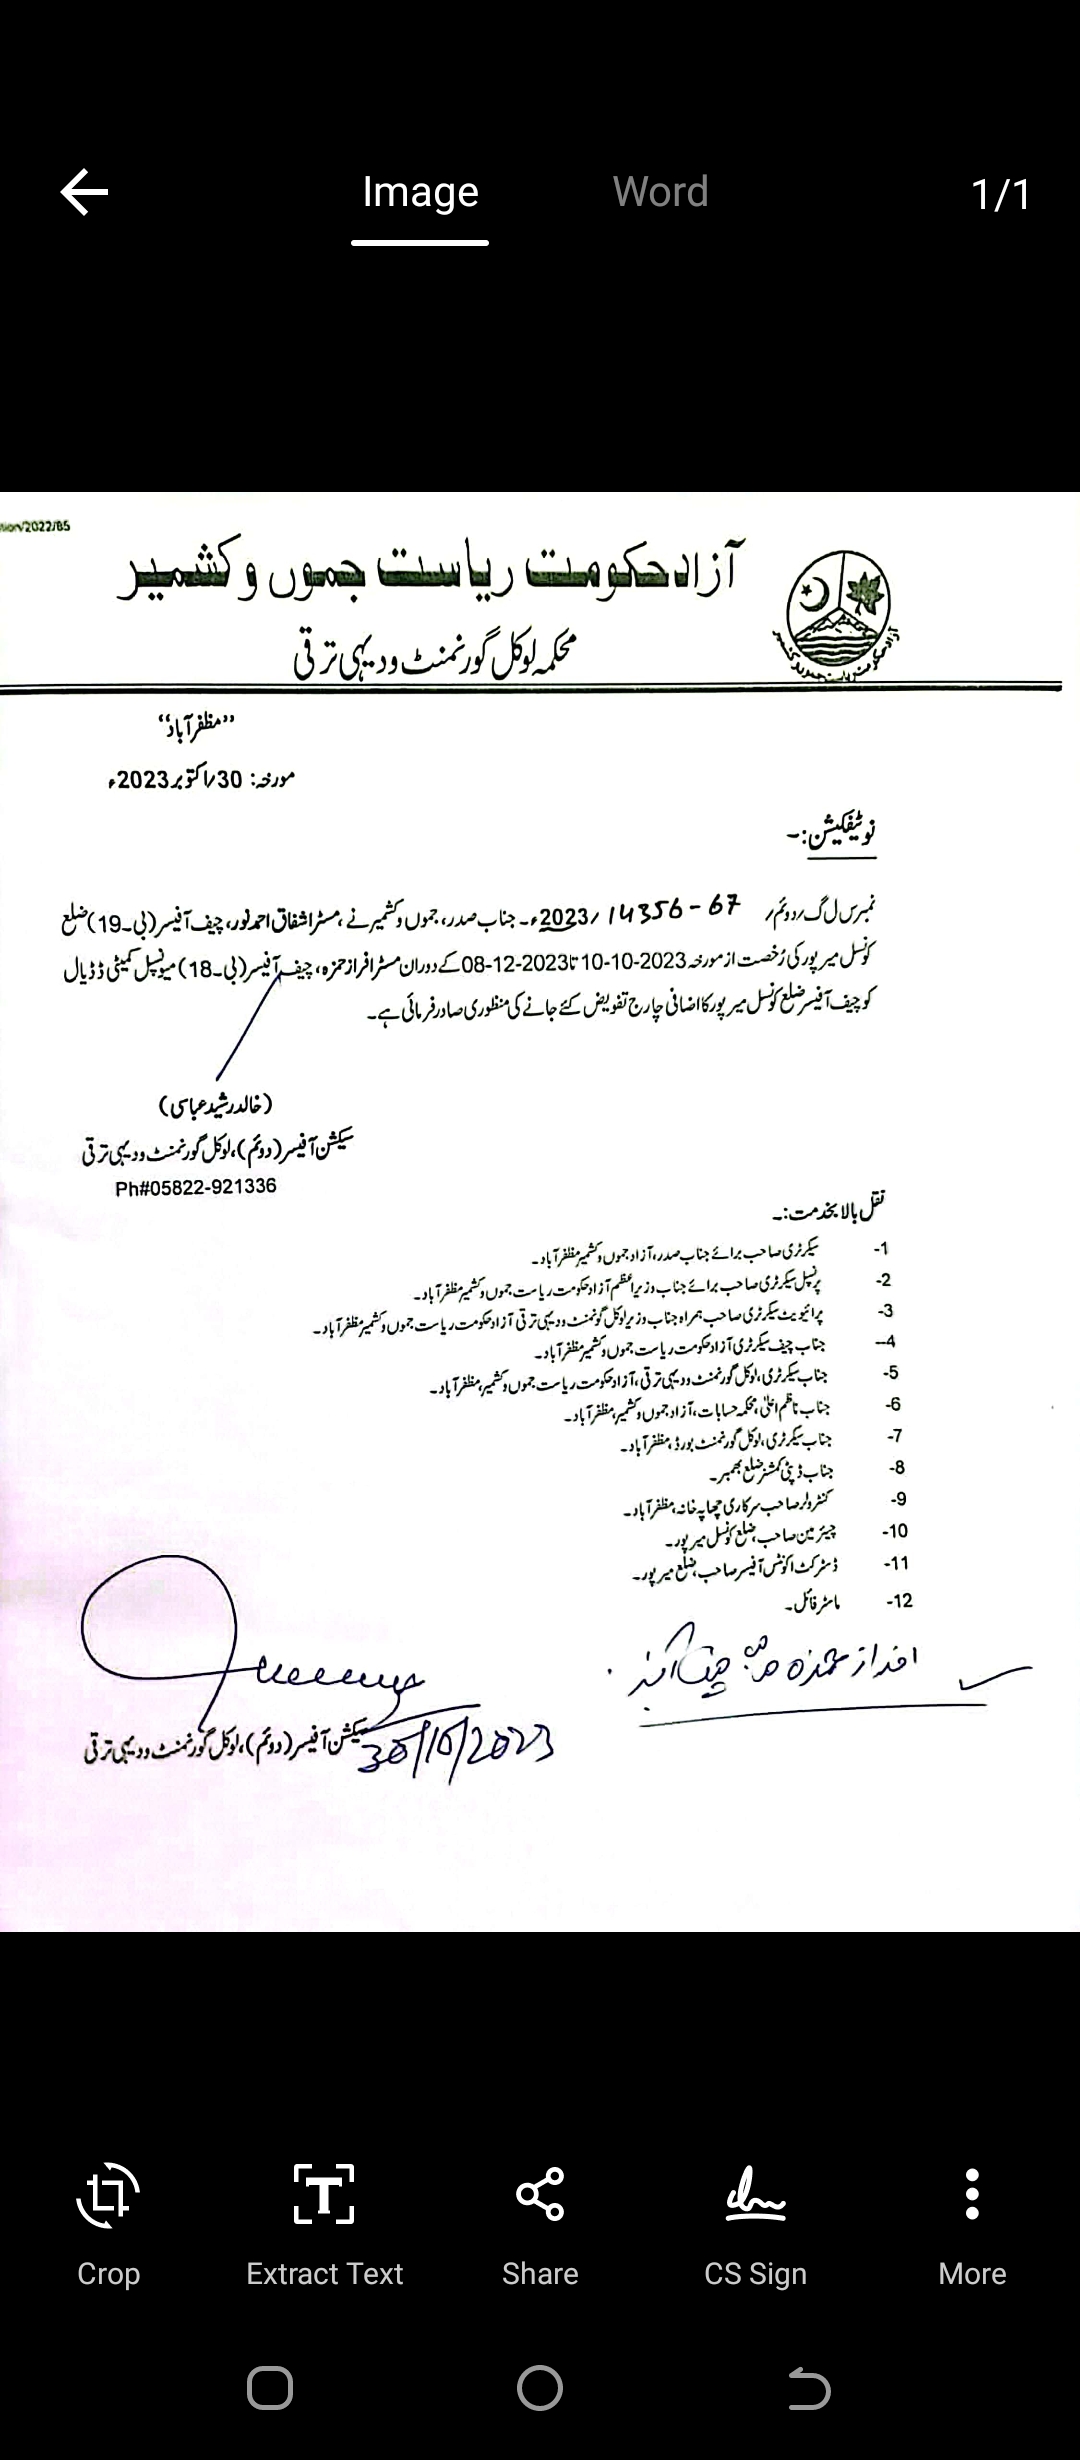 Image
Word
1/1
tion/2022/85
آزاد حکومت ریاست جموں و کشمیر
محکمہ لوکل گورنمنٹ و دیہی ترقی
آزاد حکومت ریاست جموں و کشمیر
"مظفرآباد"
مورخہ: 30/اکتوبر 2023ء
نوٹیفکیشن:۔
نمبر س ل گ/دوئم/ 14356-67 /2023ء۔ جناب صدر، جموں و کشمیر نے ،مسٹر اشفاق احمد نور، چیف آفیسر (بی-19) ضلع
کونسل میرپور کی رُخصت از مورخہ 10-10-2023 تا 08-12-2023 کے دوران مسٹر افراز حمزہ، چیف آفیسر (بی-18) میونسپل کمیٹی ڈڈیال
کو چیف آفیسر ضلع کونسل میرپور کا اضافی چارج تفویض کئے جانے کی منظوری صادر فرمائی ہے۔
(خالد رشید عباسی)
سیکشن آفیسر (دوئم)، لوکل گورنمنٹ و دیہی ترقی
Ph#05822-921336
نقل بالا بخدمت:۔
1- سیکرٹری صاحب برائے جناب صدر، آزاد جموں و کشمیر مظفرآباد۔
2- پرنسپل سیکرٹری صاحب برائے جناب وزیراعظم آزاد حکومت ریاست جموں و کشمیر مظفرآباد۔
3- پرائیویٹ سیکرٹری صاحب ہمراہ جناب وزیر لوکل گونمنٹ و دیہی ترقی آزاد حکومت ریاست جموں و کشمیر مظفرآباد۔
4- جناب چیف سیکرٹری آزاد حکومت ریاست جموں و کشمیر مظفرآباد۔
5- جناب سیکرٹری، لوکل گورنمنٹ و دیہی ترقی، آزاد حکومت ریاست جموں و کشمیر، مظفرآباد۔
6- جناب ناظم اعلیٰ، محکمہ حسابات، آزاد جموں و کشمیر، مظفرآباد۔
7- جناب سیکرٹری، لوکل گورنمنٹ بورڈ، مظفرآباد۔
8- جناب ڈپٹی کمشنر ضلع بھمبر۔
9- کنٹرولر صاحب سرکاری چھاپہ خانہ، مظفرآباد۔
10- چیئرمین صاحب، ضلع کونسل میرپور۔
11- ڈسٹرکٹ اکونٹس آفیسر صاحب، ضلع میرپور۔
12- ماسٹر فائل۔
افراز حمزہ
سیکشن آفیسر (دوئم)، لوکل گورنمنٹ و دیہی ترقی
30/10/2023
Crop
Extract Text
Share
CS Sign
More